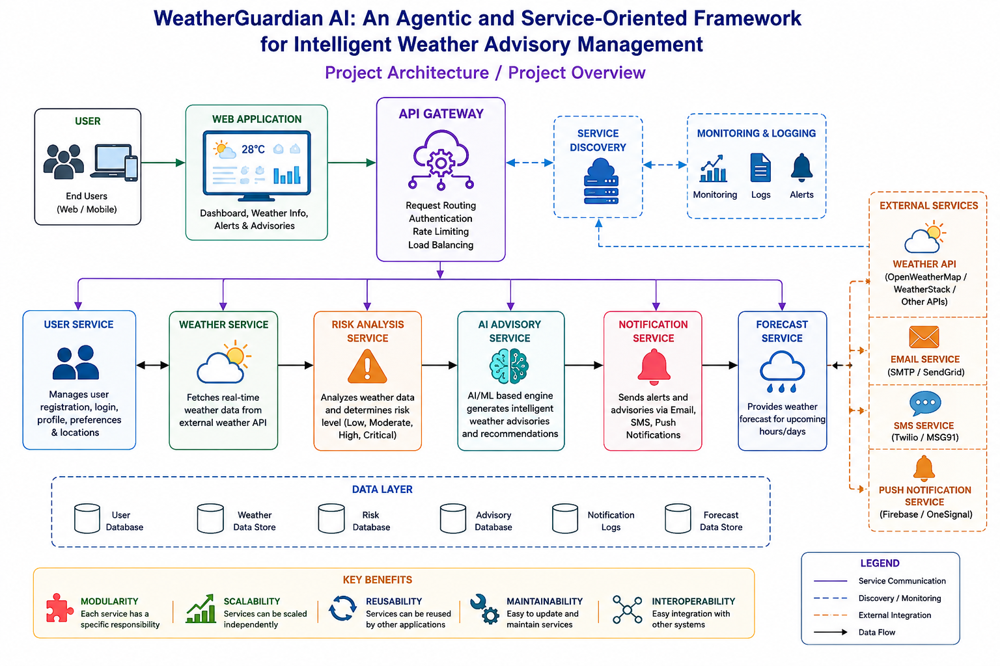 WeatherGuardian AI: An Agentic and Service-Oriented Framework
for Intelligent Weather Advisory Management
Project Architecture / Project Overview
USER
End Users
(Web / Mobile)
WEB APPLICATION
28°C
Dashboard, Weather Info,
Alerts & Advisories
API GATEWAY
Request Routing
Authentication
Rate Limiting
Load Balancing
SERVICE
DISCOVERY
MONITORING & LOGGING
Monitoring
Logs
Alerts
EXTERNAL SERVICES
WEATHER API
(OpenWeatherMap /
WeatherStack /
Other APIs)
EMAIL SERVICE
(SMTP / SendGrid)
SMS SERVICE
(Twilio / MSG91)
PUSH NOTIFICATION
SERVICE
(Firebase / OneSignal)
USER SERVICE
Manages user
registration, login,
profile, preferences
& locations
WEATHER SERVICE
Fetches real-time
weather data from
external weather API
RISK ANALYSIS
SERVICE
Analyzes weather data
and determines risk
level (Low, Moderate,
High, Critical)
AI ADVISORY
SERVICE
AI/ML based engine
generates intelligent
weather advisories
and recommendations
NOTIFICATION
SERVICE
Sends alerts and
advisories via Email,
SMS, Push
Notifications
FORECAST
SERVICE
Provides weather
forecast for upcoming
hours/days
DATA LAYER
User
Database
Weather
Data Store
Risk
Database
Advisory
Database
Notification
Logs
Forecast
Data Store
KEY BENEFITS
MODULARITY
Each service has a
specific responsibility
SCALABILITY
Services can be scaled
independently
REUSABILITY
Services can be reused
by other applications
MAINTAINABILITY
Easy to update and
maintain services
INTEROPERABILITY
Easy integration with
other systems
LEGEND
Service Communication
Discovery / Monitoring
External Integration
Data Flow